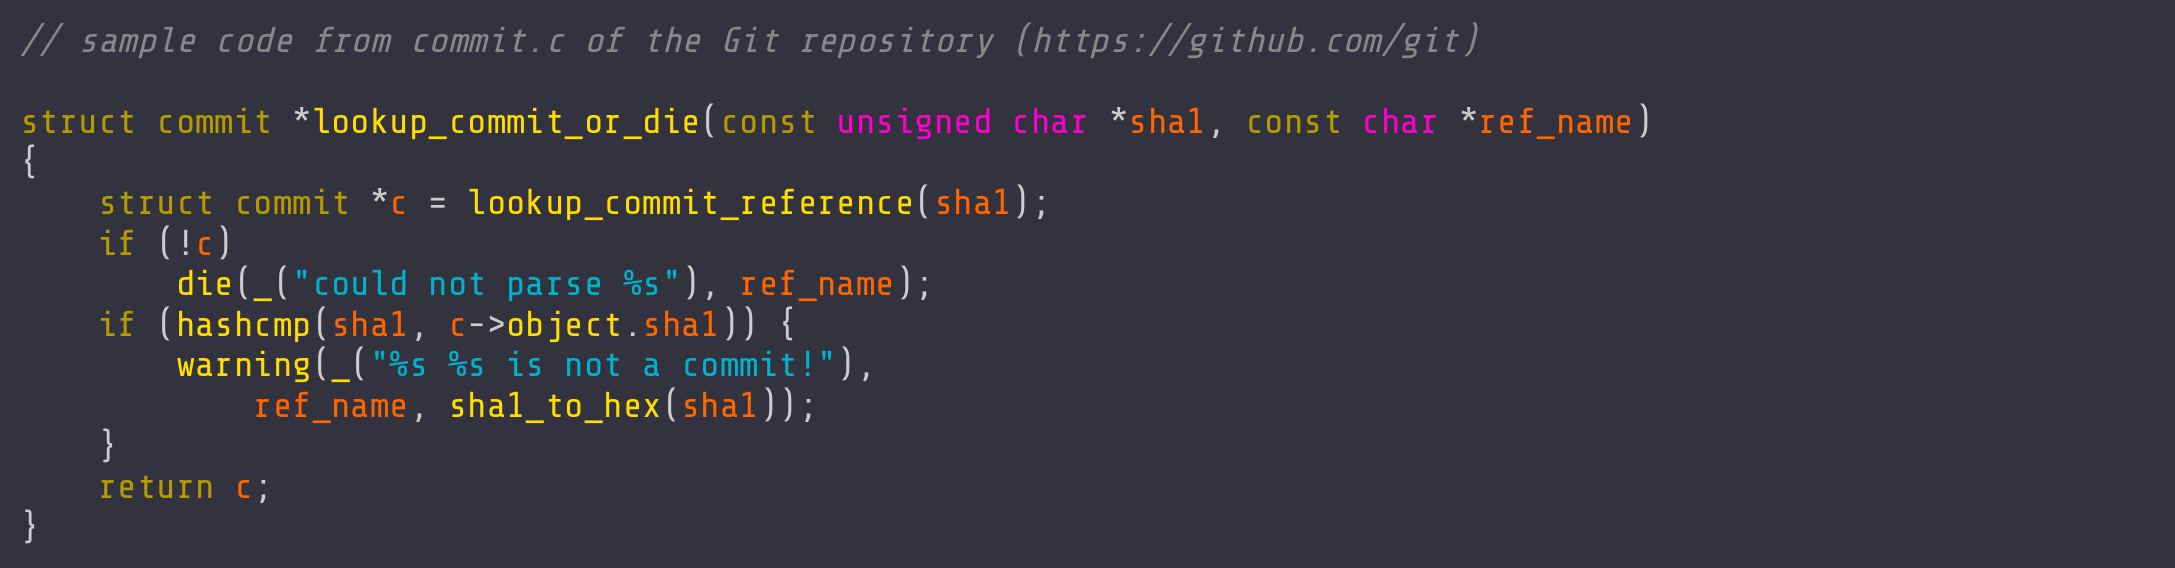 // sample code from commit.c of the Git repository (https://github.com/git)

struct commit *lookup_commit_or_die(const unsigned char *sha1, const char *ref_name)
{
    struct commit *c = lookup_commit_reference(sha1);
    if (!c)
        die(_("could not parse %s"), ref_name);
    if (hashcmp(sha1, c->object.sha1)) {
        warning(_("%s %s is not a commit!"),
            ref_name, sha1_to_hex(sha1));
    }
    return c;
}